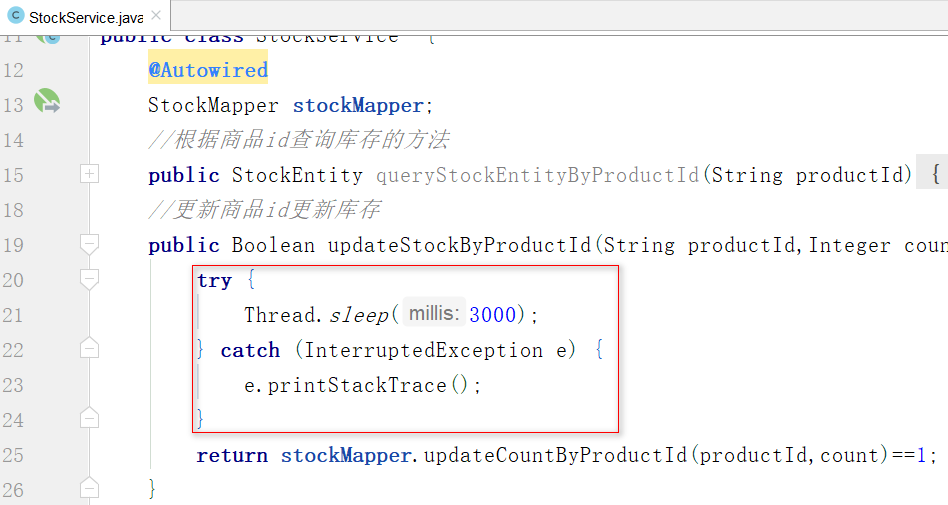 StockService.java
11 public class StockService {
12 @Autowired
13 StockMapper stockMapper;
14 //根据商品id查询库存的方法
15 public StockEntity queryStockEntityByProductId(String productId) {
18 //更新商品id更新库存
19 public Boolean updateStockByProductId(String productId,Integer coun
20 try {
21 Thread.sleep( millis: 3000);
22 } catch (InterruptedException e) {
23 e.printStackTrace();
24 }
25 return stockMapper.updateCountByProductId(productId,count)==1;
26 }